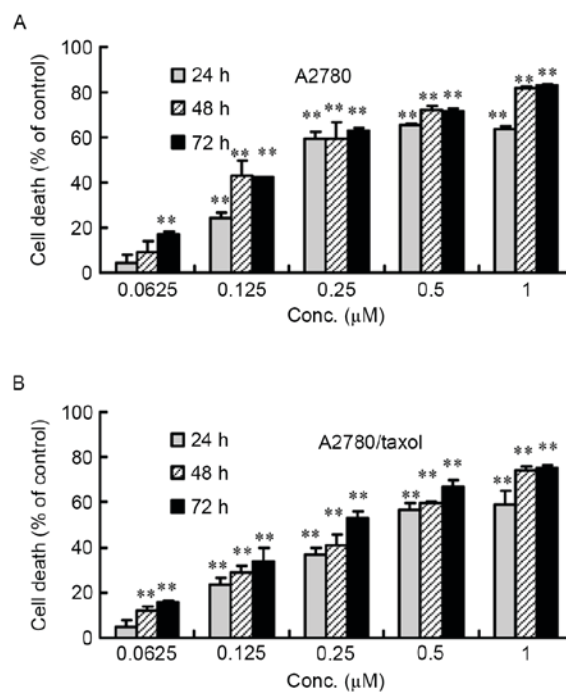 A
Cell death (% of control)
100
80
60
40
20
0
A2780
24 h
48 h
72 h
**
** ** **
** ** **
** ** **
** ** **
0.0625 0.125 0.25 0.5 1
Conc. (μM)
B
Cell death (% of control)
100
80
60
40
20
0
A2780/taxol
24 h
48 h
72 h
** **
** ** **
** ** **
** ** **
** ** **
0.0625 0.125 0.25 0.5 1
Conc. (μM)